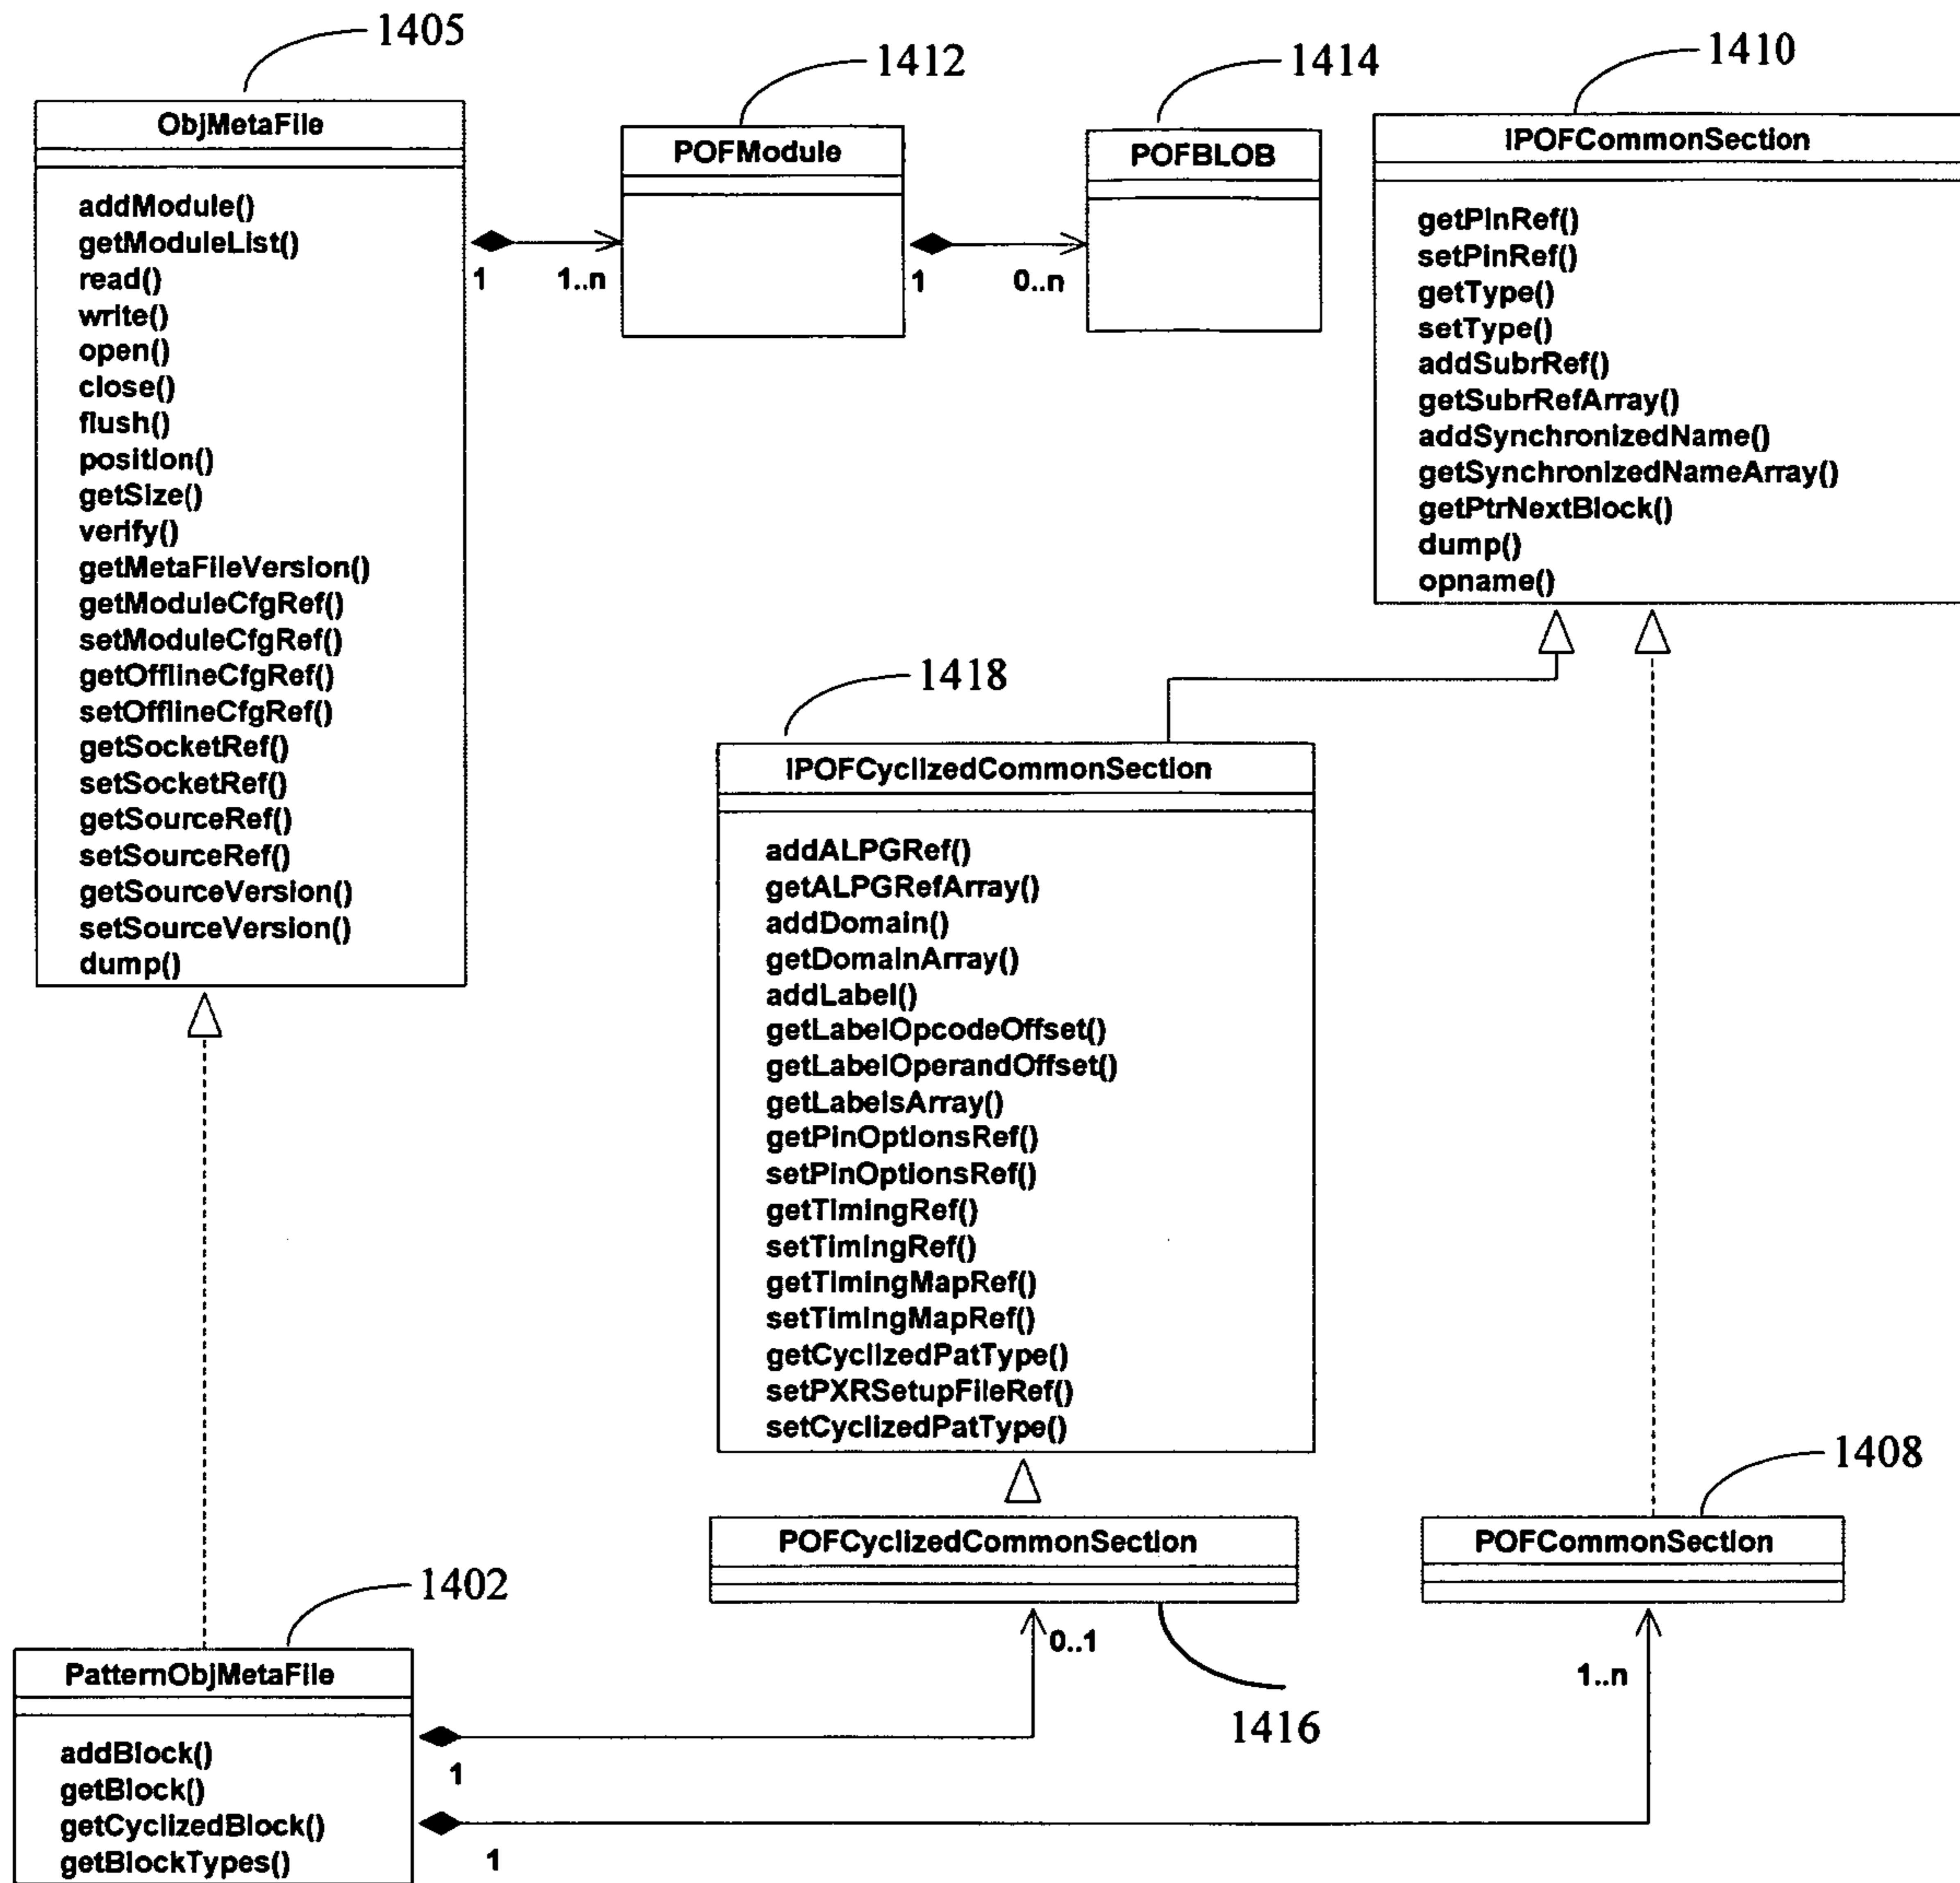 1405
1412
1414
1410
ObjMetaFile
addModule()
getModuleList()
read()
write()
open()
close()
flush()
position()
getSize()
verify()
getMetaFileVersion()
getModuleCfgRef()
setModuleCfgRef()
getOfflineCfgRef()
setOfflineCfgRef()
getSocketRef()
setSocketRef()
getSourceRef()
setSourceRef()
getSourceVersion()
setSourceVersion()
dump()
1
1..n
POFModule
1
0..n
POFBLOB
IPOFCommonSection
getPinRef()
setPinRef()
getType()
setType()
addSubrRef()
getSubrRefArray()
addSynchronizedName()
getSynchronizedNameArray()
getPtrNextBlock()
dump()
opname()
1418
IPOFCyclizedCommonSection
addALPGRef()
getALPGRefArray()
addDomain()
getDomainArray()
addLabel()
getLabelOpcodeOffset()
getLabelOperandOffset()
getLabelsArray()
getPinOptionsRef()
setPinOptionsRef()
getTimingRef()
setTimingRef()
getTimingMapRef()
setTimingMapRef()
getCyclizedPatType()
setPXRSetupFileRef()
setCyclizedPatType()
1408
POFCyclizedCommonSection
POFCommonSection
1402
0..1
1..n
1416
PatternObjMetaFile
addBlock()
getBlock()
getCyclizedBlock()
getBlockTypes()
1
1